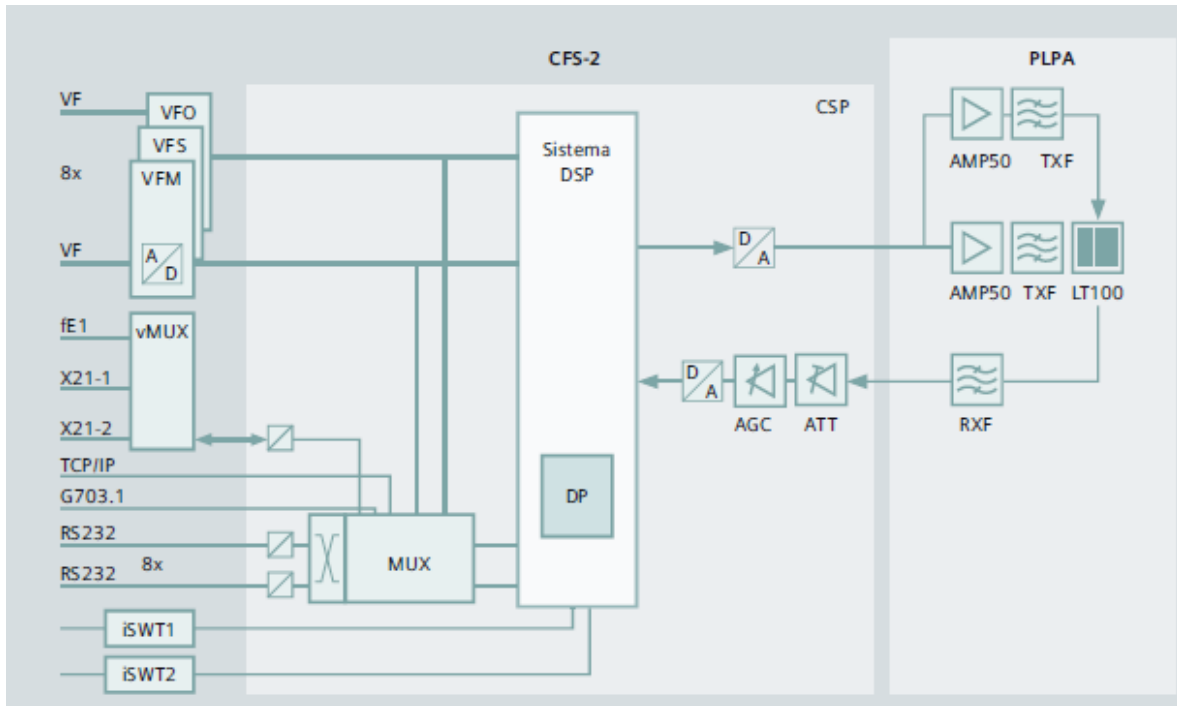 CFS-2
PLPA
VF
VFO
CSP
VFS
Sistema
DSP
8x
VFM
AMP50
TXF
VF
A
D
D
A
AMP50
TXF
LT100
fE1
vMUX
X21-1
D
A
X21-2
AGC
ATT
RXF
TCP/IP
G703.1
DP
RS232
8x
MUX
RS232
iSWT1
iSWT2